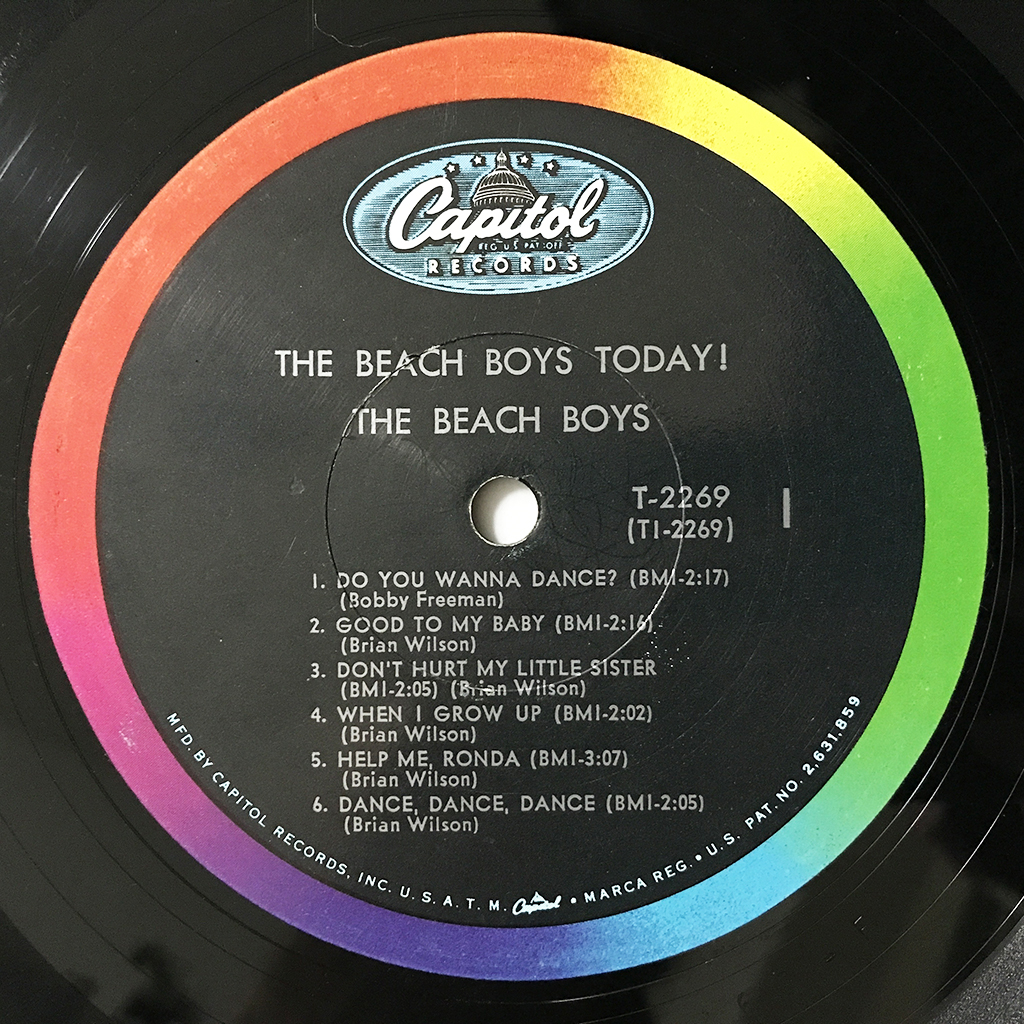 Capitol
REG. U.S. PAT. OFF.
RECORDS
THE BEACH BOYS TODAY!
THE BEACH BOYS
T-2269
(T1-2269)
1
1. DO YOU WANNA DANCE? (BMI-2:17)
(Bobby Freeman)
2. GOOD TO MY BABY (BMI-2:16)
(Brian Wilson)
3. DON'T HURT MY LITTLE SISTER
(BMI-2:05) (Brian Wilson)
4. WHEN I GROW UP (BMI-2:02)
(Brian Wilson)
5. HELP ME, RONDA (BMI-3:07)
(Brian Wilson)
6. DANCE, DANCE, DANCE (BMI-2:05)
(Brian Wilson)
MFD. BY CAPITOL RECORDS, INC. U.S.A. T.M. Capitol • MARCA REG. • U.S. PAT. NO. 2,631,859